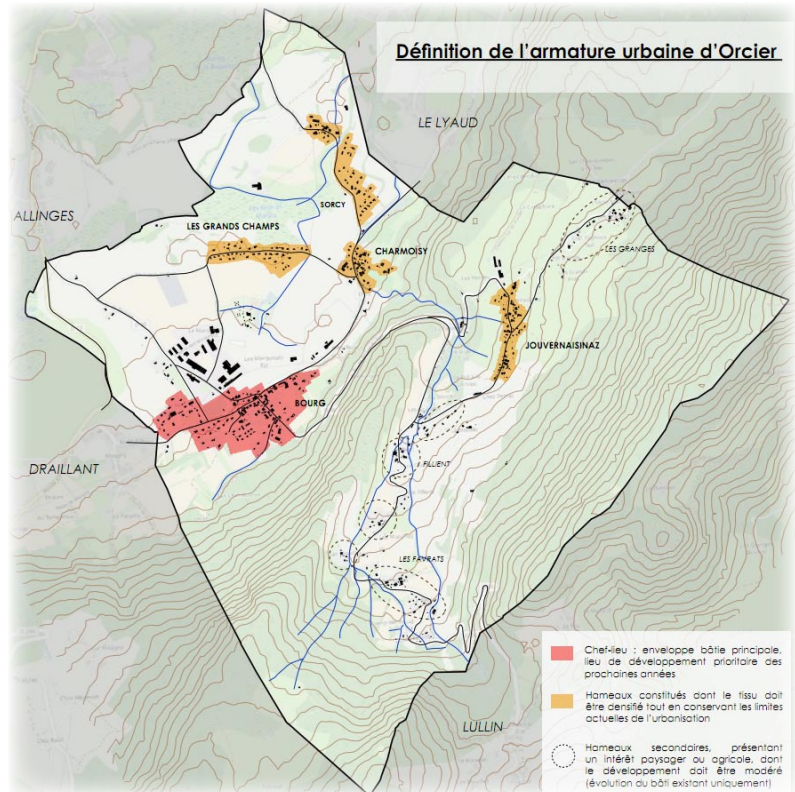 Définition de l'armature urbaine d'Orcier
LE LYAUD
ALLINGES
SORCY
LES GRANDS CHAMPS
CHARMOISY
LES GRANGES
JOUVERNAISINAZ
BOURG
FILLIENT
DRAILLANT
LES FAVRATS
LULLIN
Chef-lieu : enveloppe bâtie principale,
lieu de développement prioritaire des
prochaines années
Hameaux constitués dont le tissu doit
être densifié tout en conservant les limites
actuelles de l'urbanisation
Hameaux secondaires, présentant
un intérêt paysager ou agricole, dont
le développement doit être modéré
(évolution du bâti existant uniquement)